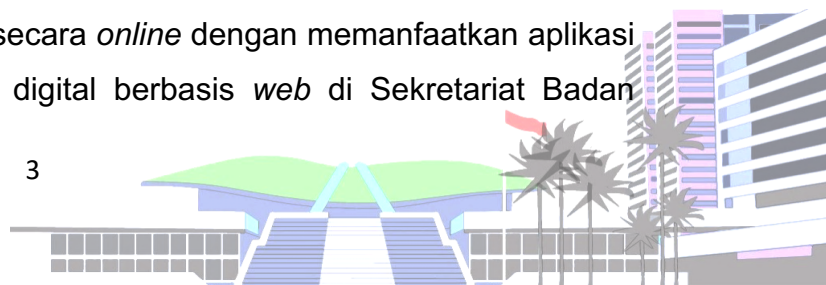 secara online dengan memanfaatkan aplikasi
digital berbasis web di Sekretariat Badan
3